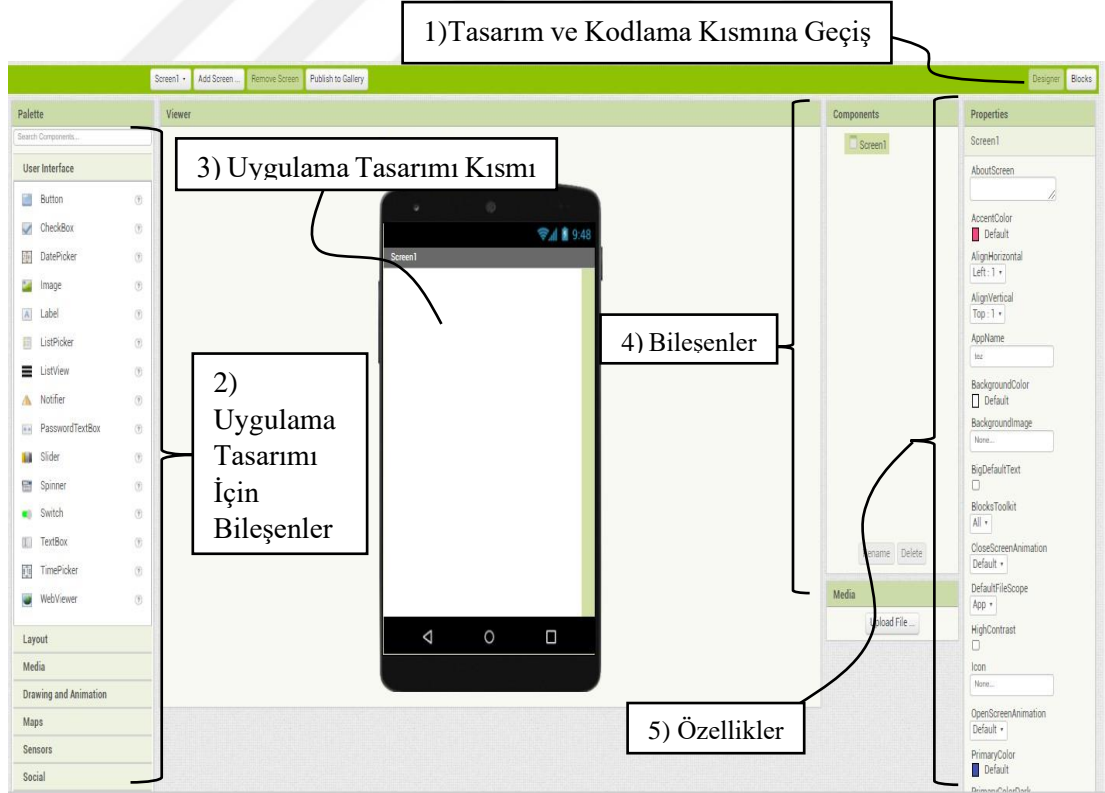 1)Tasarım ve Kodlama Kısmına Geçiş
Screen1
Add Screen ...
Remove Screen
Publish to Gallery
Designer
Blocks
Palette
Search Components...
User Interface
Button
CheckBox
DatePicker
Image
Label
ListPicker
ListView
Notifier
PasswordTextBox
Slider
Spinner
Switch
TextBox
TimePicker
WebViewer
Layout
Media
Drawing and Animation
Maps
Sensors
Social
2)
Uygulama
Tasarımı
İçin
Bileşenler
Viewer
3) Uygulama Tasarımı Kısmı
9:48
Screen1
4) Bileşenler
5) Özellikler
Components
Screen1
Rename
Delete
Media
Upload File ...
Properties
Screen1
AboutScreen
AccentColor
Default
AlignHorizontal
Left : 1
AlignVertical
Top : 1
AppName
BackgroundColor
Default
BackgroundImage
None...
BigDefaultText
BlocksToolkit
All
CloseScreenAnimation
Default
DefaultFileScope
App
HighContrast
Icon
None...
OpenScreenAnimation
Default
PrimaryColor
Default
PrimaryColorDark